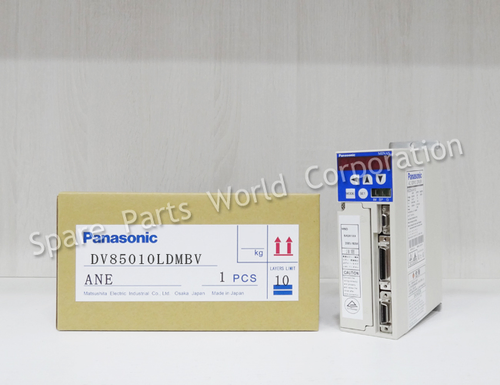 Spare Parts World Corporation
Panasonic
kg
DV85010LDMBV
ANE
1 PCS
LAYERS LIMIT
10
Matsushita Electric Industrial Co., Ltd. Osaka Japan Made in Japan
Panasonic